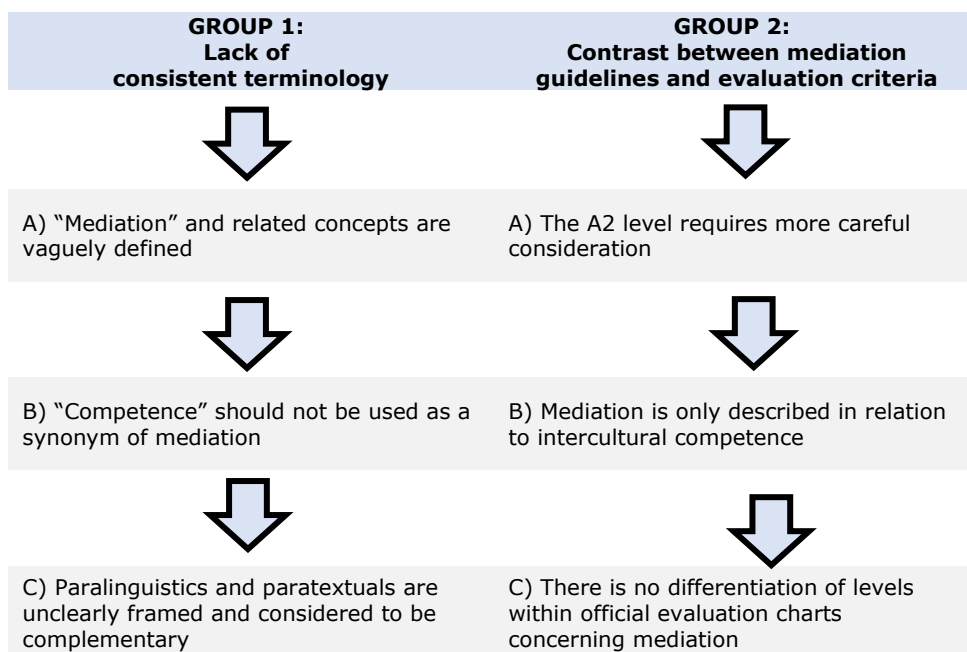 GROUP 1:
Lack of
consistent terminology
GROUP 2:
Contrast between mediation
guidelines and evaluation criteria
A) “Mediation” and related concepts are
vaguely defined
A) The A2 level requires more careful
consideration
B) “Competence” should not be used as a
synonym of mediation
B) Mediation is only described in relation
to intercultural competence
C) Paralinguistics and paratextuals are
unclearly framed and considered to be
complementary
C) There is no differentiation of levels
within official evaluation charts
concerning mediation